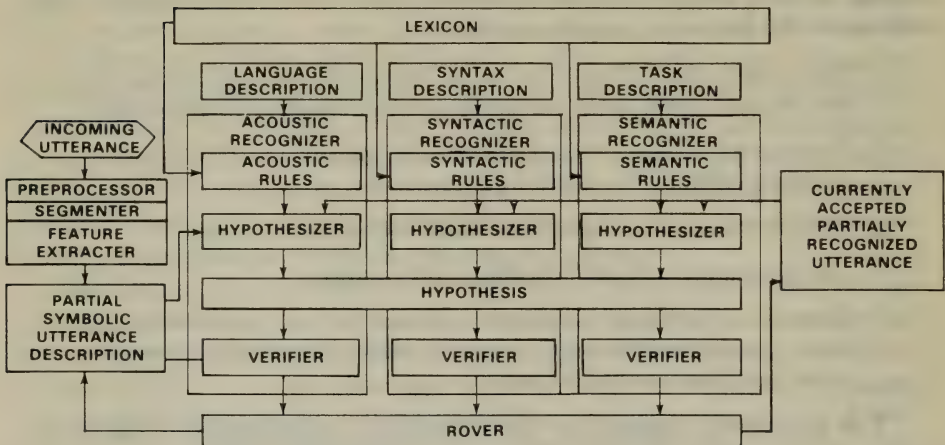 LEXICON
LANGUAGE
DESCRIPTION
SYNTAX
DESCRIPTION
TASK
DESCRIPTION
INCOMING
UTTERANCE
ACOUSTIC
RECOGNIZER
SYNTACTIC
RECOGNIZER
SEMANTIC
RECOGNIZER
ACOUSTIC
RULES
SYNTACTIC
RULES
SEMANTIC
RULES
PREPROCESSOR
SEGMENTER
FEATURE
EXTRACTER
HYPOTHESIZER
HYPOTHESIZER
HYPOTHESIZER
CURRENTLY
ACCEPTED
PARTIALLY
RECOGNIZED
UTTERANCE
PARTIAL
SYMBOLIC
UTTERANCE
DESCRIPTION
HYPOTHESIS
VERIFIER
VERIFIER
VERIFIER
ROVER